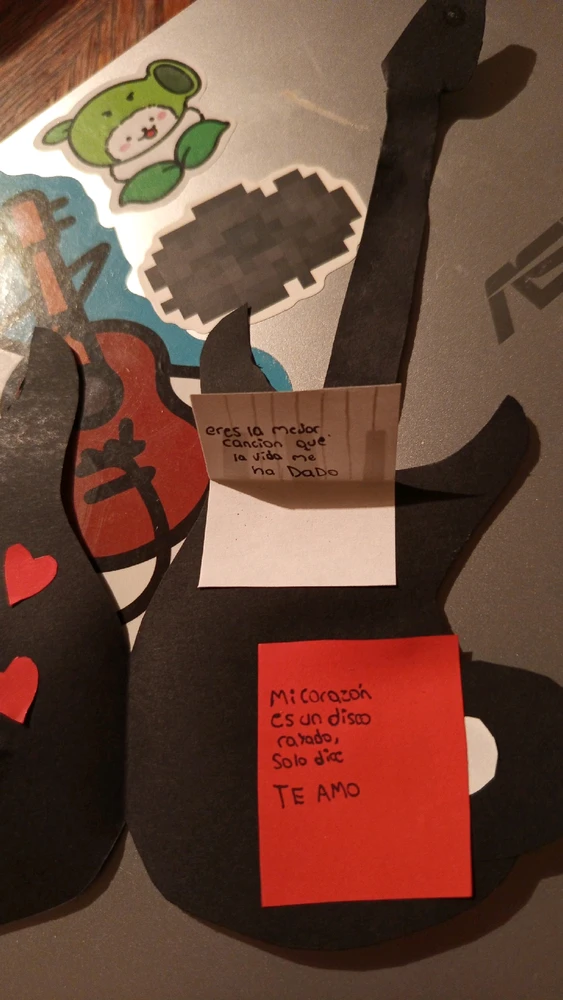 eres la mejor
cancion que
la vida me
ha DaDo
Mi corazón
es un disco
rayado,
Solo dice
TE AMO